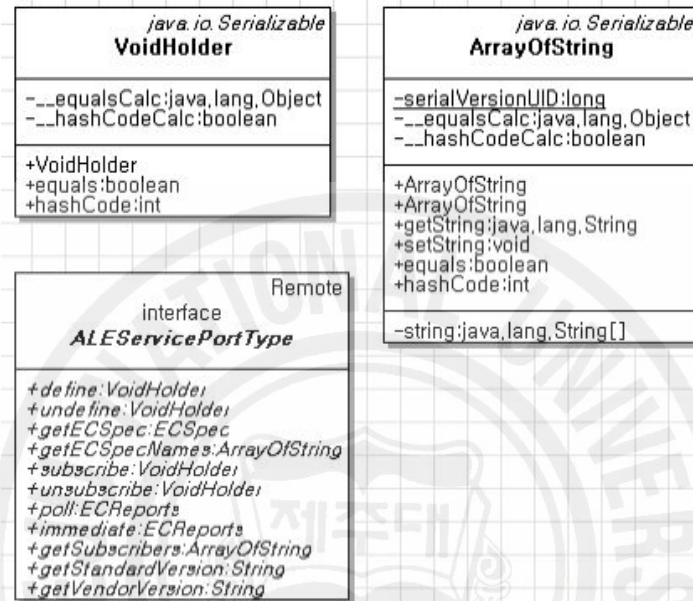 java.io.Serializable
VoidHolder
-__equalsCalc:java.lang.Object
-__hashCodeCalc:boolean
+VoidHolder
+equals:boolean
+hashCode:int
java.io.Serializable
ArrayOfString
-serialVersionUID:long
-__equalsCalc:java.lang.Object
-__hashCodeCalc:boolean
+ArrayOfString
+ArrayOfString
+getString:java.lang.String
+setString:void
+equals:boolean
+hashCode:int
-string:java.lang.String[]
Remote
interface
ALEServicePortType
+define:VoidHolder
+undefine:VoidHolder
+getECSpec:ECSpec
+getECSpecNames:ArrayOfString
+subscribe:VoidHolder
+unsubscribe:VoidHolder
+poll:ECReports
+immediate:ECReports
+getSubscribers:ArrayOfString
+getStandardVersion:String
+getVendorVersion:String
제주대